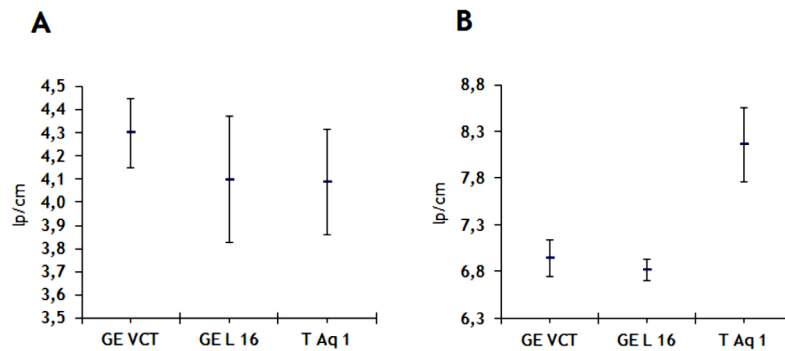 A
lp/cm
4,5
4,4
4,3
4,2
4,1
4,0
3,9
3,8
3,7
3,6
3,5
GE VCT
GE L 16
T Aq 1
B
lp/cm
8,8
8,3
7,8
7,3
6,8
6,3
GE VCT
GE L 16
T Aq 1